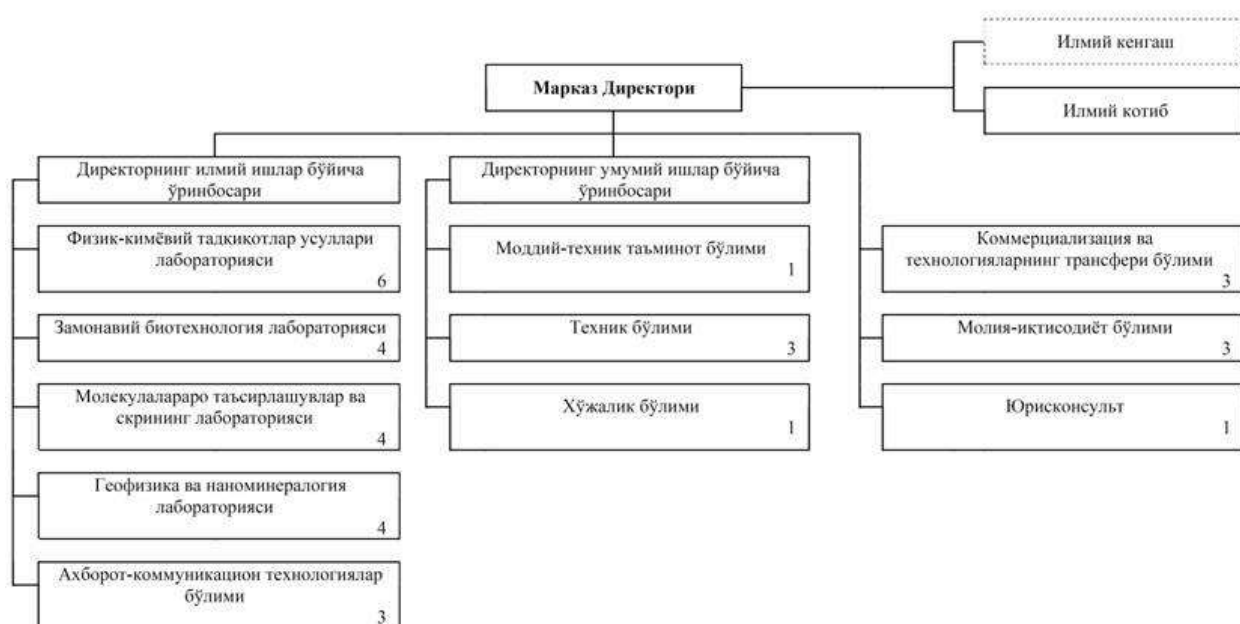 Илмий кенгаш
Марказ Директори
Илмий котиб
Директорнинг илмий ишлар бўйича
ўринбосари
Физик-кимёвий тадқиқотлар усуллари
лабораторияси
6
Замонавий биотехнология лабораторияси
4
Молекулалараро таъсирлашувлар ва
скрининг лабораторияси
4
Геофизика ва наноминералогия
лабораторияси
4
Ахборот-коммуникацион технологиялар
бўлими
3
Директорнинг умумий ишлар бўйича
ўринбосари
Моддий-техник таъминот бўлими
1
Техник бўлими
3
Хўжалик бўлими
1
Коммерциализация ва
технологияларнинг трансфери бўлими
3
Молия-иқтисодиёт бўлими
3
Юрисконсульт
1